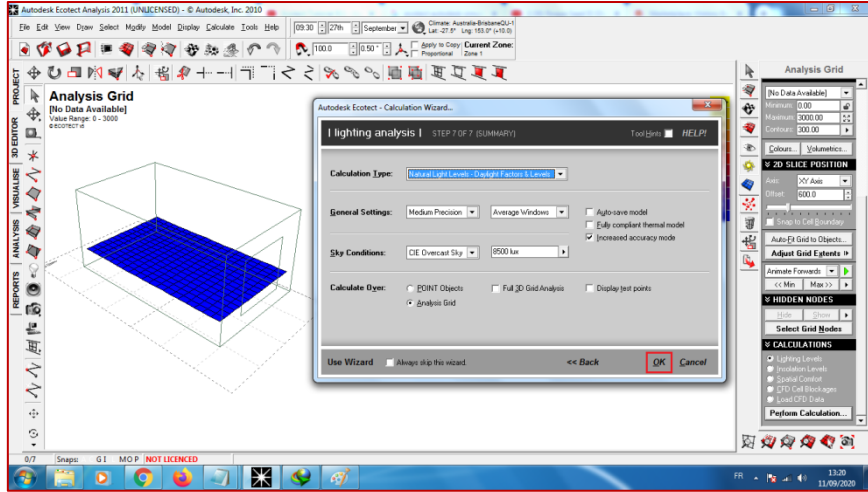 Autodesk Ecotect Analysis 2011 (UNLICENSED) - © Autodesk, Inc. 2010
File Edit View Draw Select Modify Model Display Calculate Tools Help
09:30 27th September
Climate: Australia-BrisbaneQU-1
Lat: -27.5° Lng: 153.0° (+10.0)
100.0 0.50° Apply to Copy Current Zone:
Proportional Zone 1
PROJECT
3D EDITOR
VISUALISE
ANALYSIS
REPORTS
Analysis Grid
[No Data Available]
Value Range: 0 - 3000
© ECOTECT v5
Autodesk Ecotect - Calculation Wizard...
| lighting analysis | STEP 7 OF 7 (SUMMARY) Tool Hints HELP!
Calculation Type: Natural Light Levels - Daylight Factors & Levels
General Settings: Medium Precision Average Windows Auto-save model
Fully compliant thermal model
Increased accuracy mode
Sky Conditions: CIE Overcast Sky 8500 lux
Calculate Over: POINT Objects Full 3D Grid Analysis Display test points
Analysis Grid
Use Wizard Always skip this wizard. << Back OK Cancel
Analysis Grid
[No Data Available]
Minimum: 0.00
Maximum: 3000.00
Contours: 300.00
Colours... Volumetrics...
2D SLICE POSITION
Axis: XY Axis
Offset: 600.0
Snap to Cell Boundary
Auto-Fit Grid to Objects...
Adjust Grid Extents
Animate Forwards
<< Min Max >>
HIDDEN NODES
Hide Show
Select Grid Nodes
CALCULATIONS
Lighting Levels
Insolation Levels
Spatial Comfort
CFD Cell Blockages
Load CFD Data
Perform Calculation...
0/7 Snaps: G I M O P NOT LICENCED
FR 13:20
11/09/2020